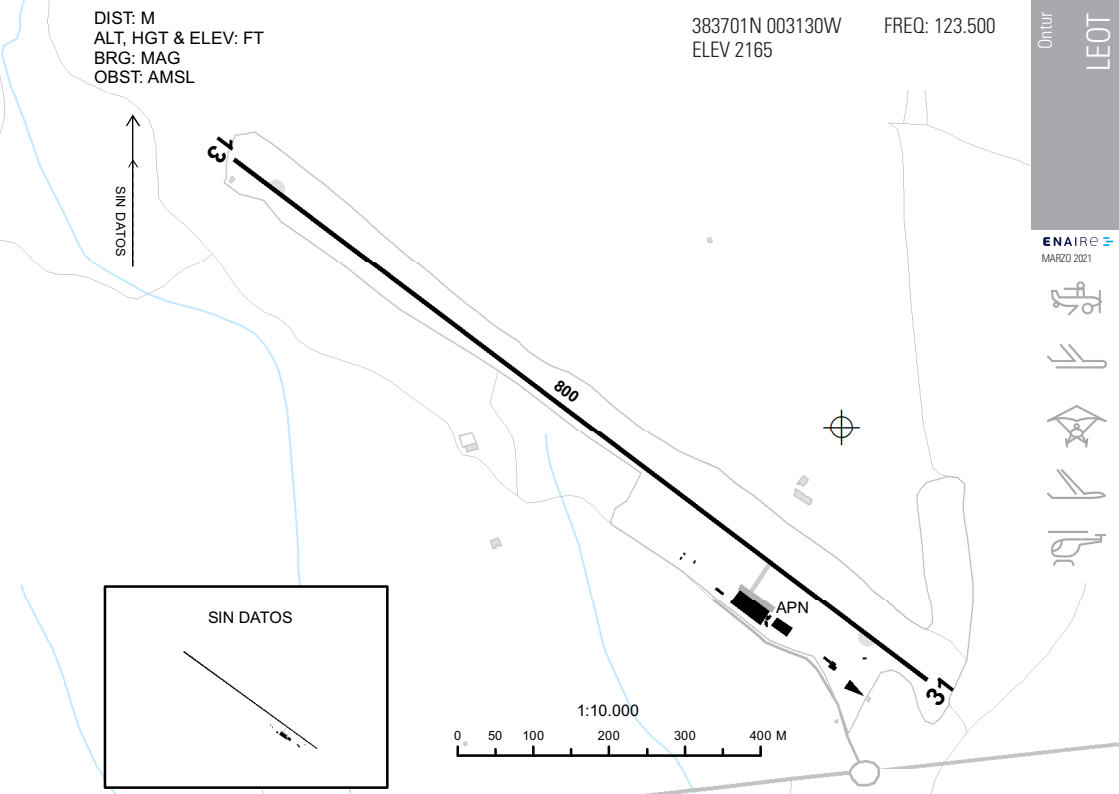 DIST: M
ALT, HGT & ELEV: FT
BRG: MAG
OBST: AMSL
383701N 003130W FREQ: 123.500
ELEV 2165
Ontur
LEOT
ENAIRE
MARZO 2021
SIN DATOS
13
800
APN
31
SIN DATOS
1:10.000
0 50 100 200 300 400 M